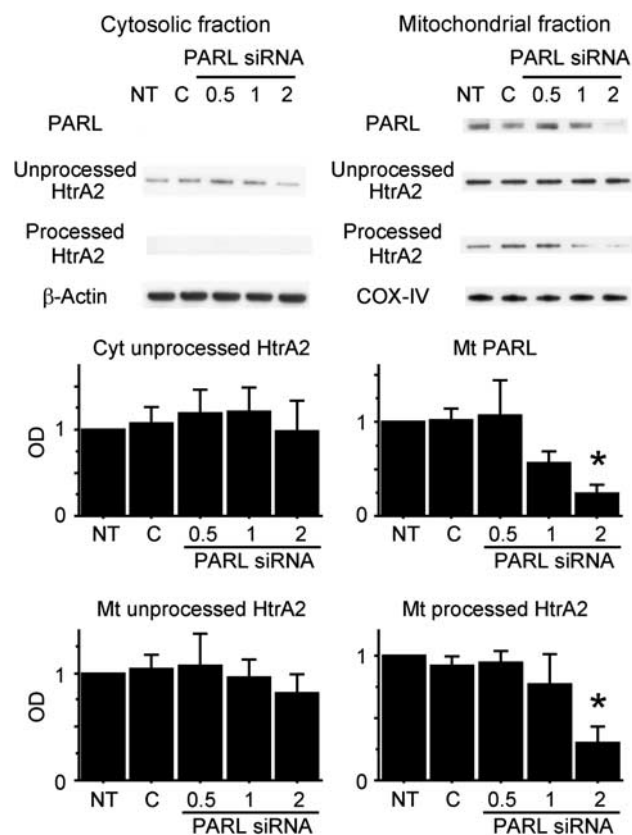 Cytosolic fraction
PARL siRNA
NT C 0.5 1 2
PARL
Unprocessed
HtrA2
Processed
HtrA2
β-Actin
Mitochondrial fraction
PARL siRNA
NT C 0.5 1 2
PARL
Unprocessed
HtrA2
Processed
HtrA2
COX-IV
Cyt unprocessed HtrA2
OD
1
0
NT C 0.5 1 2
PARL siRNA
Mt PARL
1
0
*
NT C 0.5 1 2
PARL siRNA
Mt unprocessed HtrA2
OD
1
0
NT C 0.5 1 2
PARL siRNA
Mt processed HtrA2
1
0
*
NT C 0.5 1 2
PARL siRNA